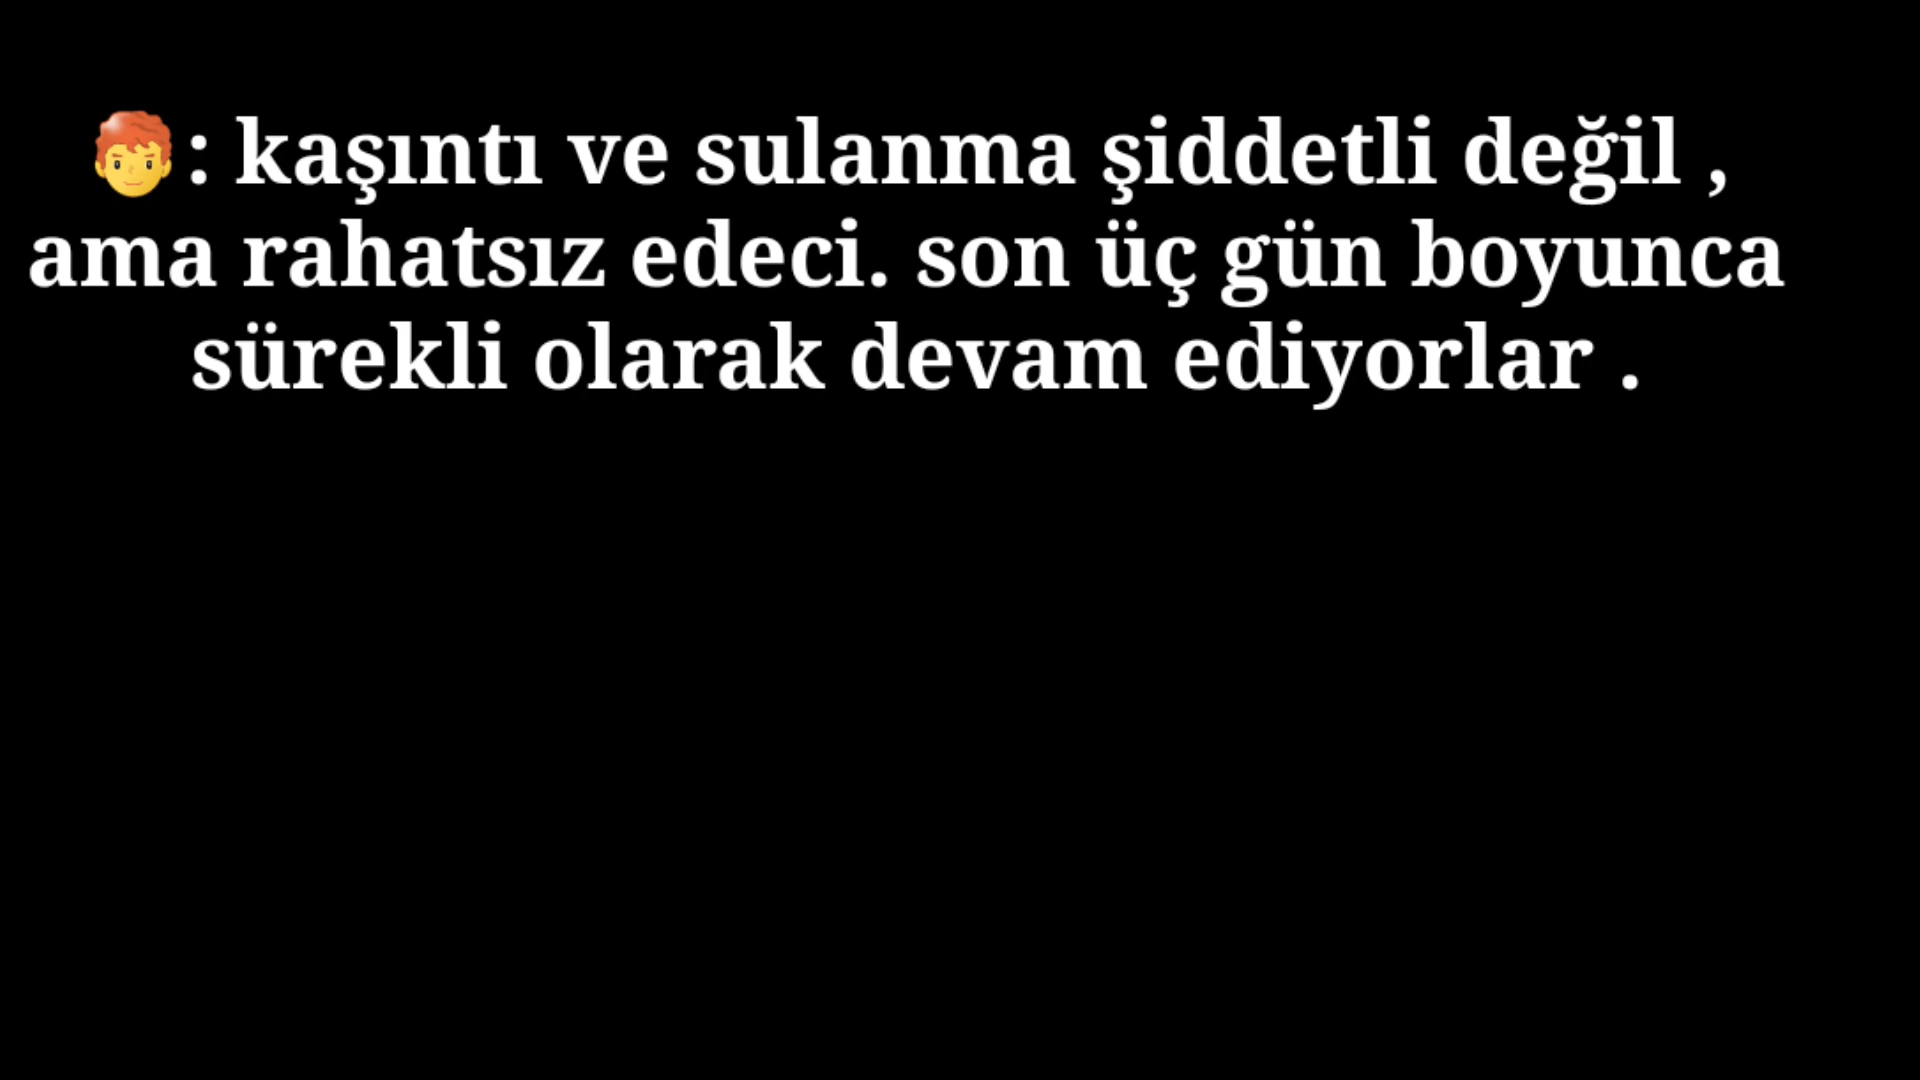 👨‍🦰: kaşıntı ve sulanma şiddetli değil ,
ama rahatsız edeci. son üç gün boyunca
sürekli olarak devam ediyorlar .